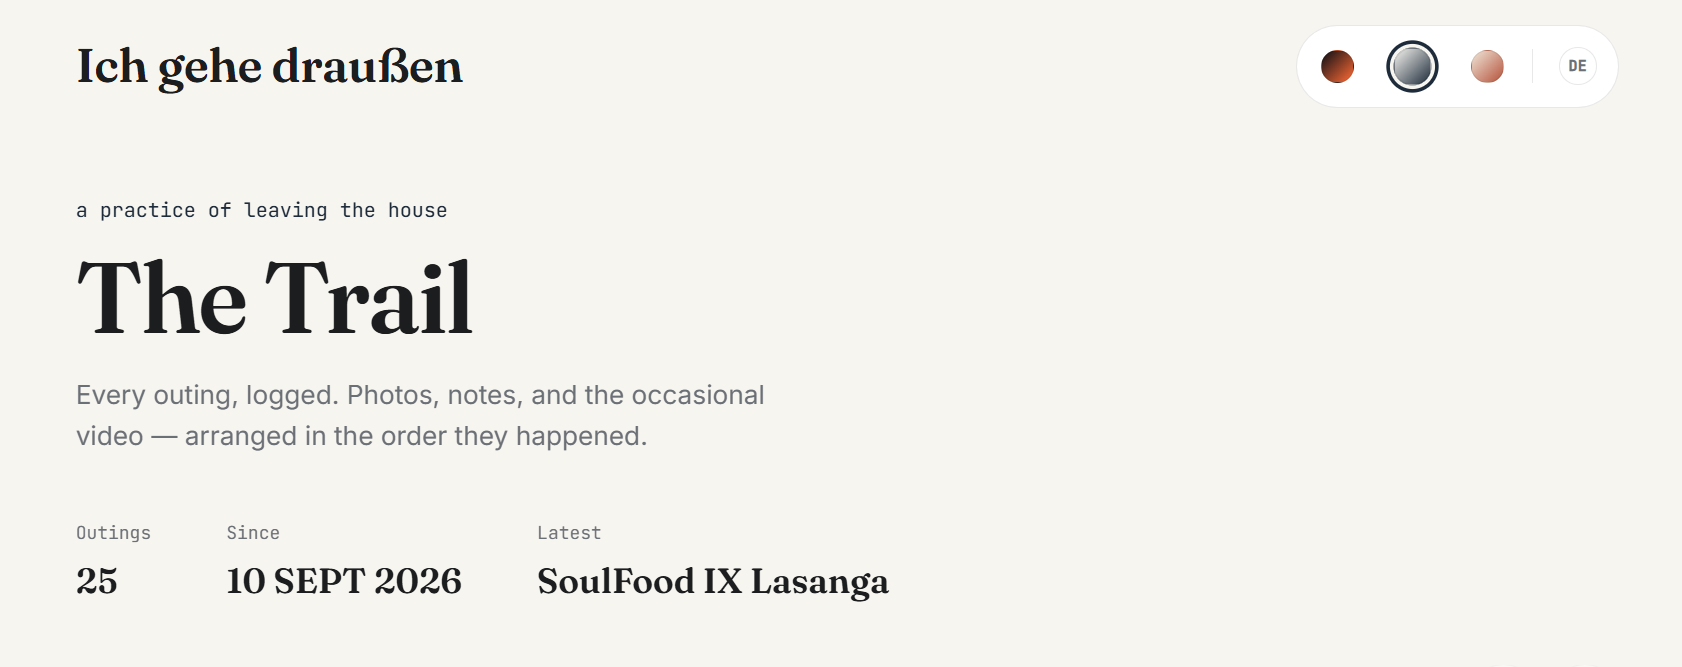 Ich gehe draußen
DE
a practice of leaving the house
The Trail
Every outing, logged. Photos, notes, and the occasional
video — arranged in the order they happened.
Outings
25
Since
10 SEPT 2026
Latest
SoulFood IX Lasanga